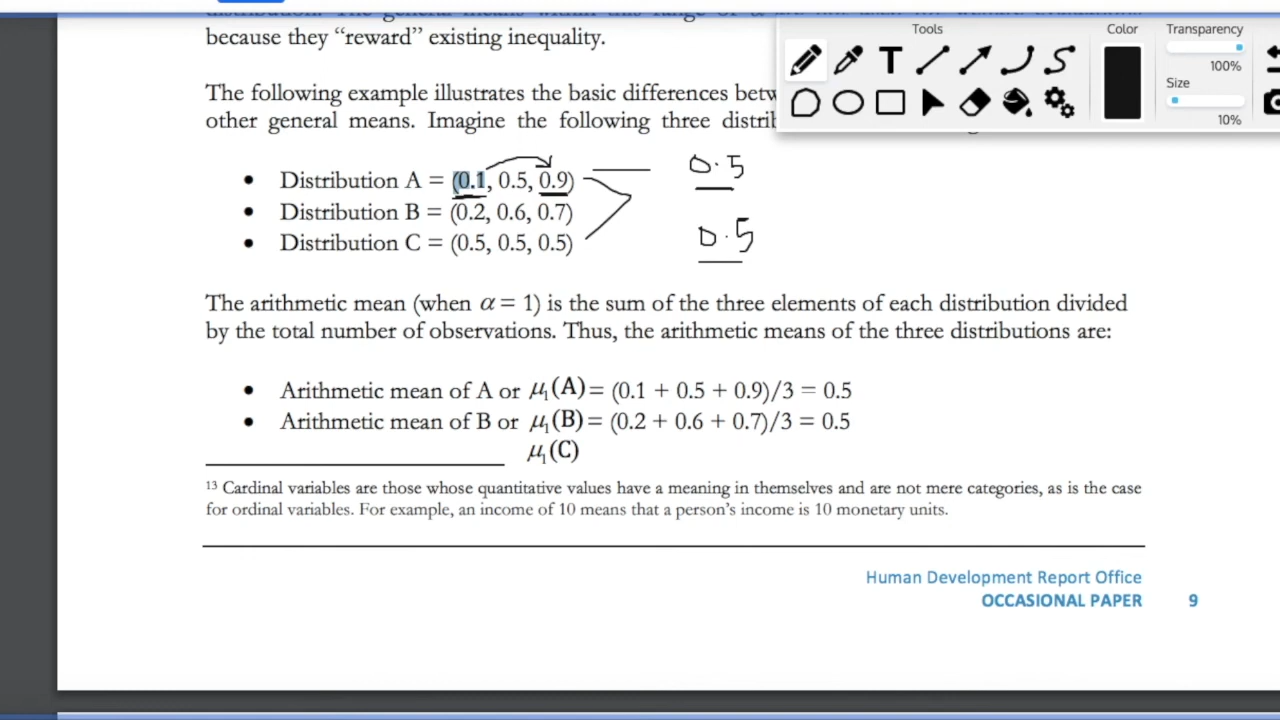 because they “reward” existing inequality.
Tools
Color
Transparency
100%
Size
10%
The following example illustrates the basic differences betw
other general means. Imagine the following three distrib
• Distribution A = (0.1, 0.5, 0.9)
0.5
• Distribution B = (0.2, 0.6, 0.7)
• Distribution C = (0.5, 0.5, 0.5)
0.5
The arithmetic mean (when α = 1) is the sum of the three elements of each distribution divided
by the total number of observations. Thus, the arithmetic means of the three distributions are:
• Arithmetic mean of A or μ₁(A) = (0.1 + 0.5 + 0.9)/3 = 0.5
• Arithmetic mean of B or μ₁(B) = (0.2 + 0.6 + 0.7)/3 = 0.5
μ₁(C)
¹³ Cardinal variables are those whose quantitative values have a meaning in themselves and are not mere categories, as is the case
for ordinal variables. For example, an income of 10 means that a person’s income is 10 monetary units.
Human Development Report Office
OCCASIONAL PAPER 9